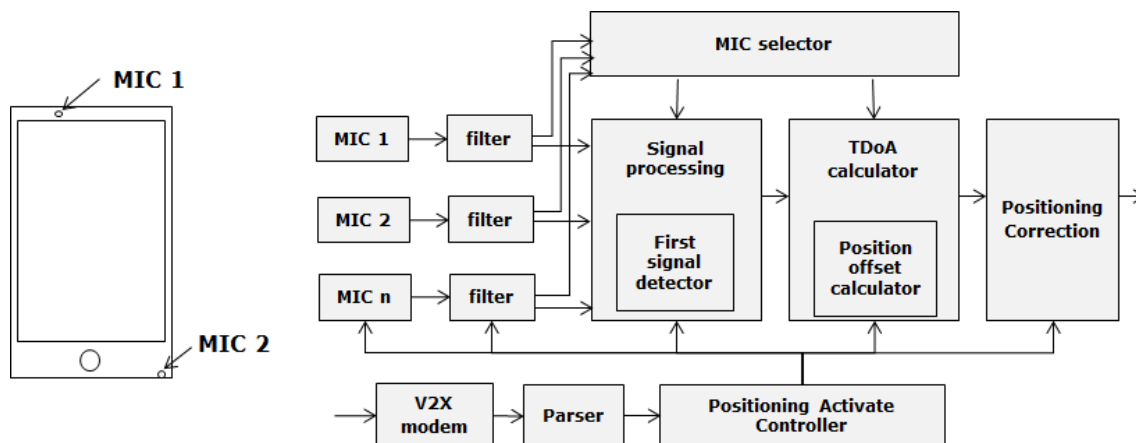 MIC 1
MIC 2
MIC selector
MIC 1
filter
MIC 2
filter
MIC n
filter
Signal
processing
First
signal
detector
TDoA
calculator
Position
offset
calculator
Positioning
Correction
V2X
modem
Parser
Positioning Activate
Controller